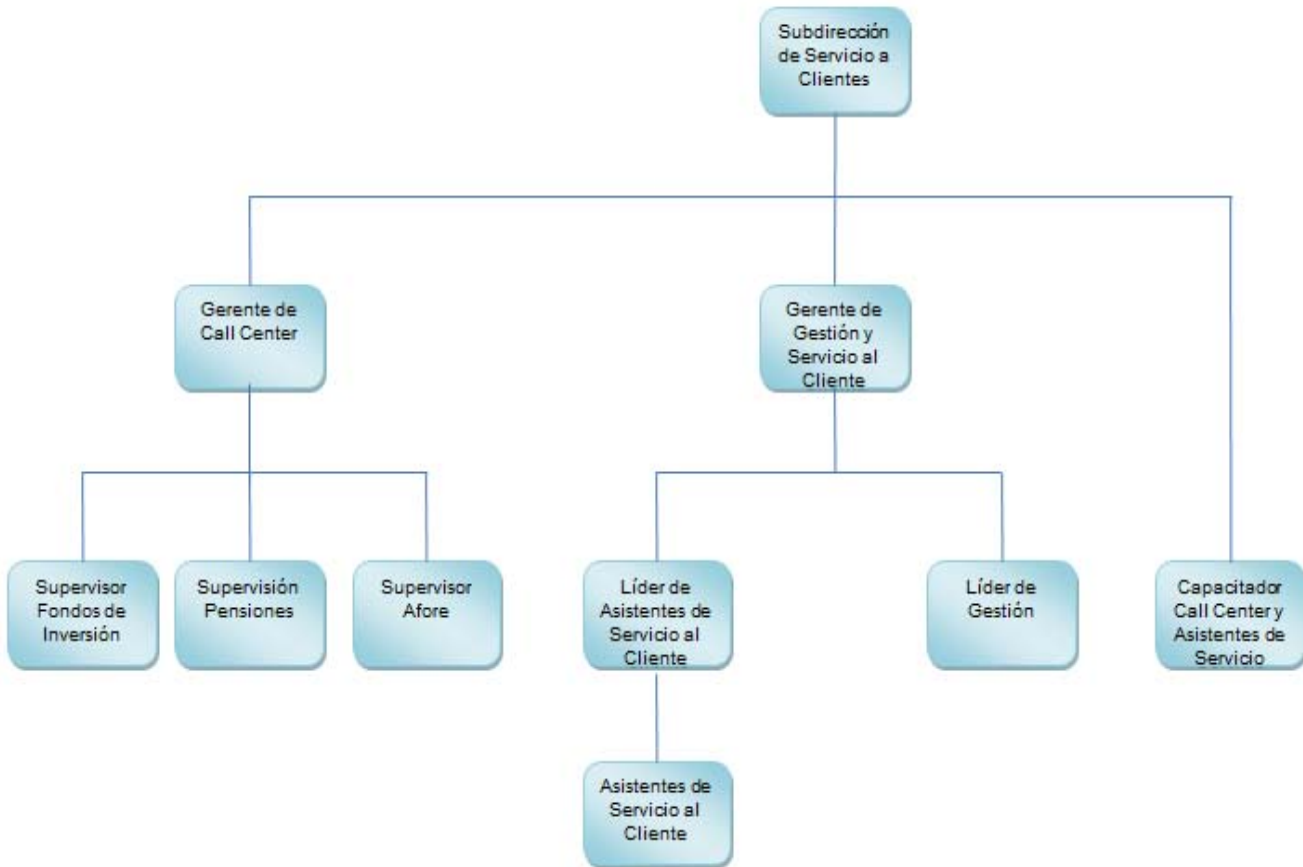 Subdirección
de Servicio a
Clientes
Gerente de
Call Center
Gerente de
Gestión y
Servicio al
Cliente
Supervisor
Fondos de
Inversión
Supervisión
Pensiones
Supervisor
Afore
Líder de
Asistentes de
Servicio al
Cliente
Líder de
Gestión
Capacitador
Call Center y
Asistentes de
Servicio
Asistentes de
Servicio al
Cliente